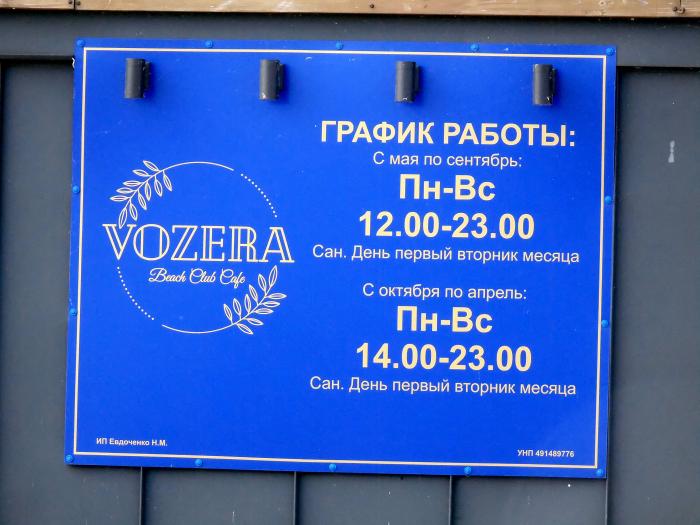 VOZERA
Beach Club Cafe
ГРАФИК РАБОТЫ:
С мая по сентябрь:
Пн-Вс
12.00-23.00
Сан. День первый вторник месяца
С октября по апрель:
Пн-Вс
14.00-23.00
Сан. День первый вторник месяца
ИП Евдоченко Н.М.
УНП 491489776